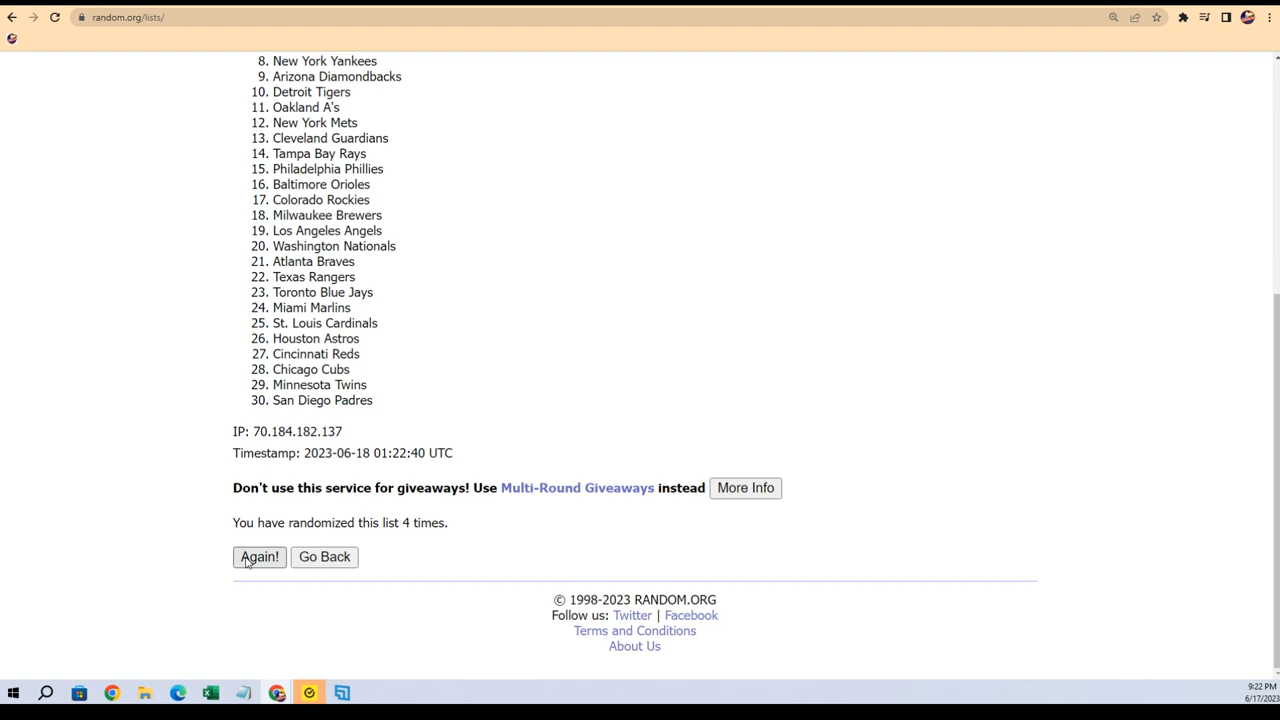 random.org/lists/
8. New York Yankees
9. Arizona Diamondbacks
10. Detroit Tigers
11. Oakland A's
12. New York Mets
13. Cleveland Guardians
14. Tampa Bay Rays
15. Philadelphia Phillies
16. Baltimore Orioles
17. Colorado Rockies
18. Milwaukee Brewers
19. Los Angeles Angels
20. Washington Nationals
21. Atlanta Braves
22. Texas Rangers
23. Toronto Blue Jays
24. Miami Marlins
25. St. Louis Cardinals
26. Houston Astros
27. Cincinnati Reds
28. Chicago Cubs
29. Minnesota Twins
30. San Diego Padres
IP: 70.184.182.137
Timestamp: 2023-06-18 01:22:40 UTC
Don't use this service for giveaways! Use Multi-Round Giveaways instead More Info
You have randomized this list 4 times.
Again! Go Back
© 1998-2023 RANDOM.ORG
Follow us: Twitter | Facebook
Terms and Conditions
About Us
9:22 PM
6/17/2023